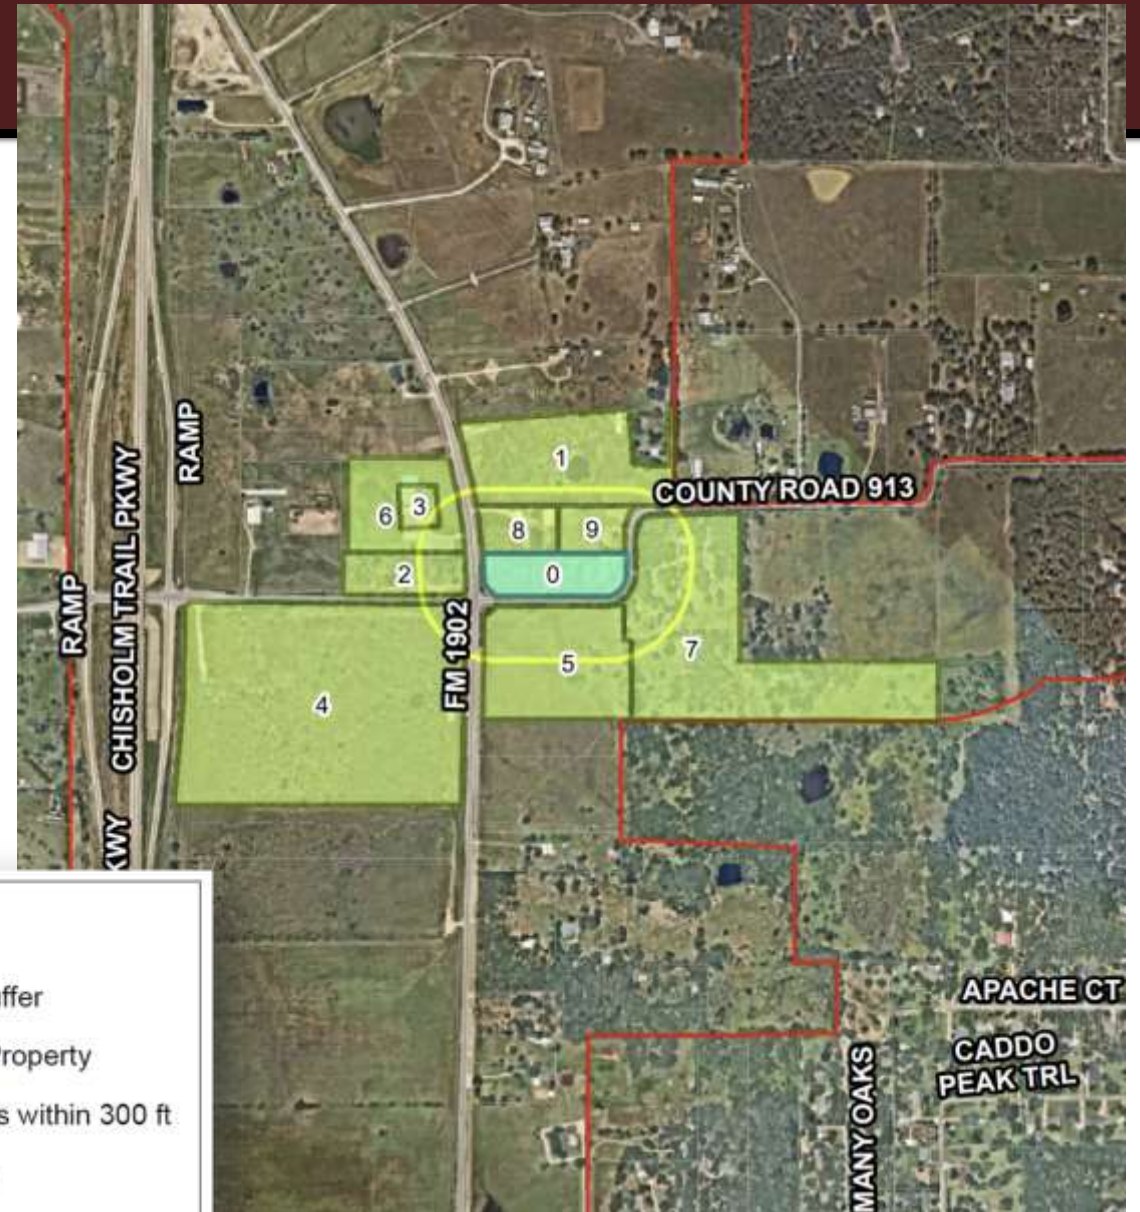 RAMP
CHISHOLM TRAIL PKWY
RAMP
1
COUNTY ROAD 913
3
6
8
9
2
0
FM 1902
5
7
4
KWY
ffer
Property
s within 300 ft
APACHE CT
CADDO
PEAK TRL
MANY OAKS